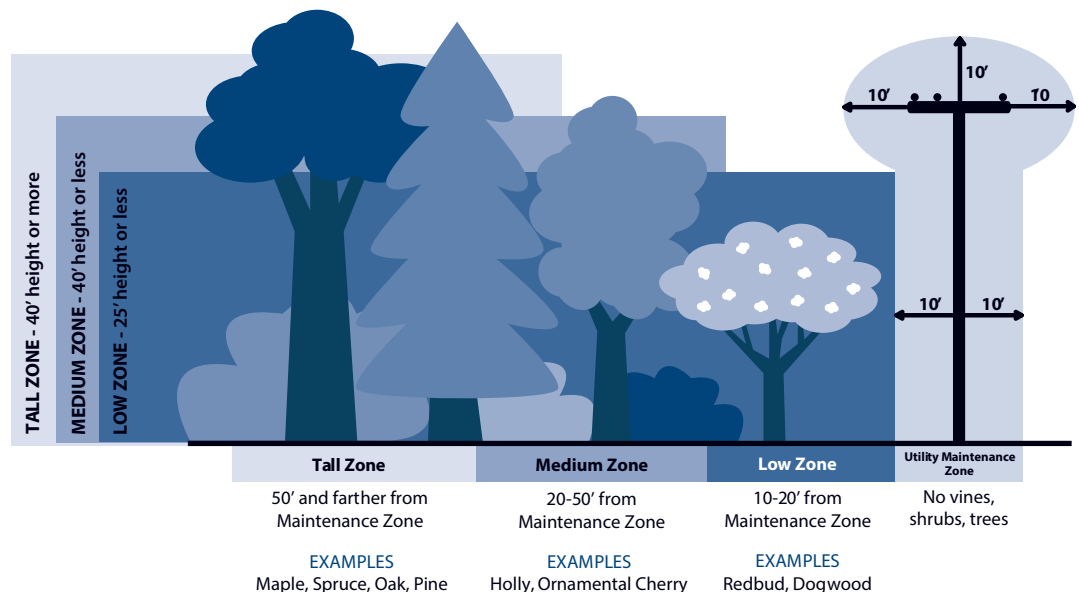 TALL ZONE - 40' height or more
MEDIUM ZONE - 40' height or less
LOW ZONE - 25' height or less
10'
10'
10
10'
10'
Tall Zone
50' and farther from
Maintenance Zone
EXAMPLES
Maple, Spruce, Oak, Pine
Medium Zone
20-50' from
Maintenance Zone
EXAMPLES
Holly, Ornamental Cherry
Low Zone
10-20' from
Maintenance Zone
EXAMPLES
Redbud, Dogwood
Utility Maintenance
Zone
No vines,
shrubs, trees